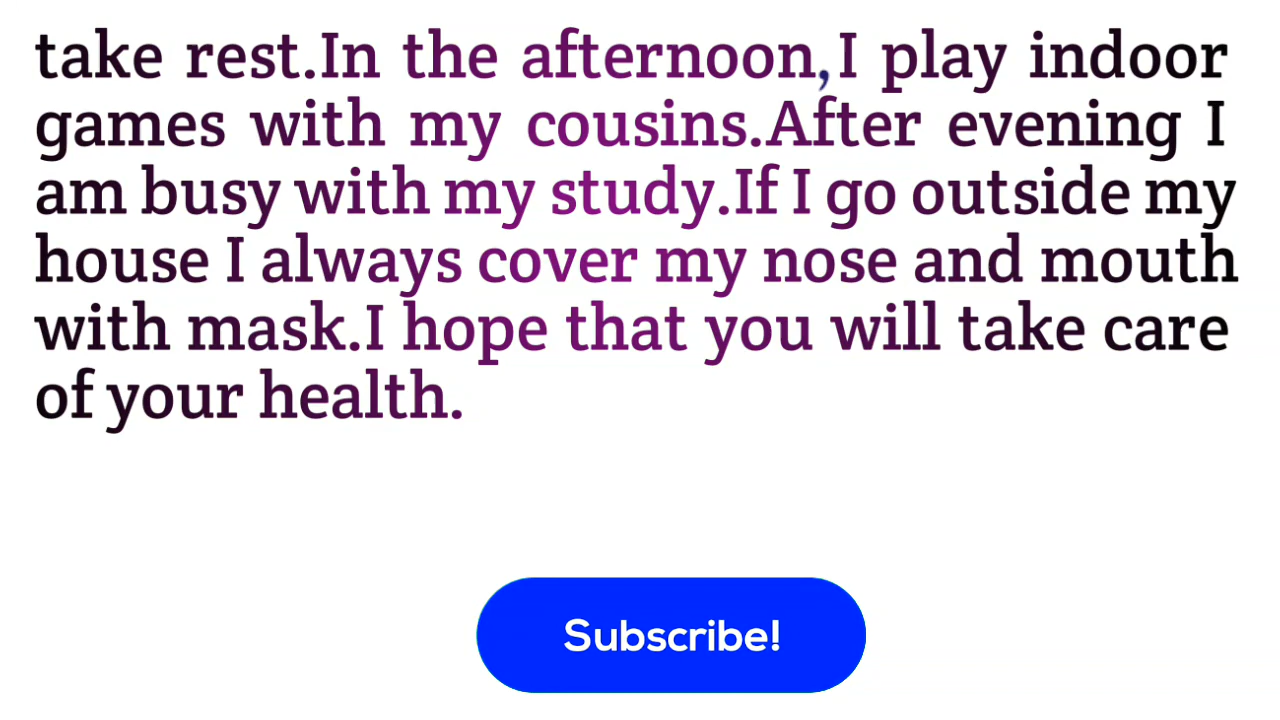 take rest.In the afternoon,I play indoor
games with my cousins.After evening I
am busy with my study.If I go outside my
house I always cover my nose and mouth
with mask.I hope that you will take care
of your health.
Subscribe!